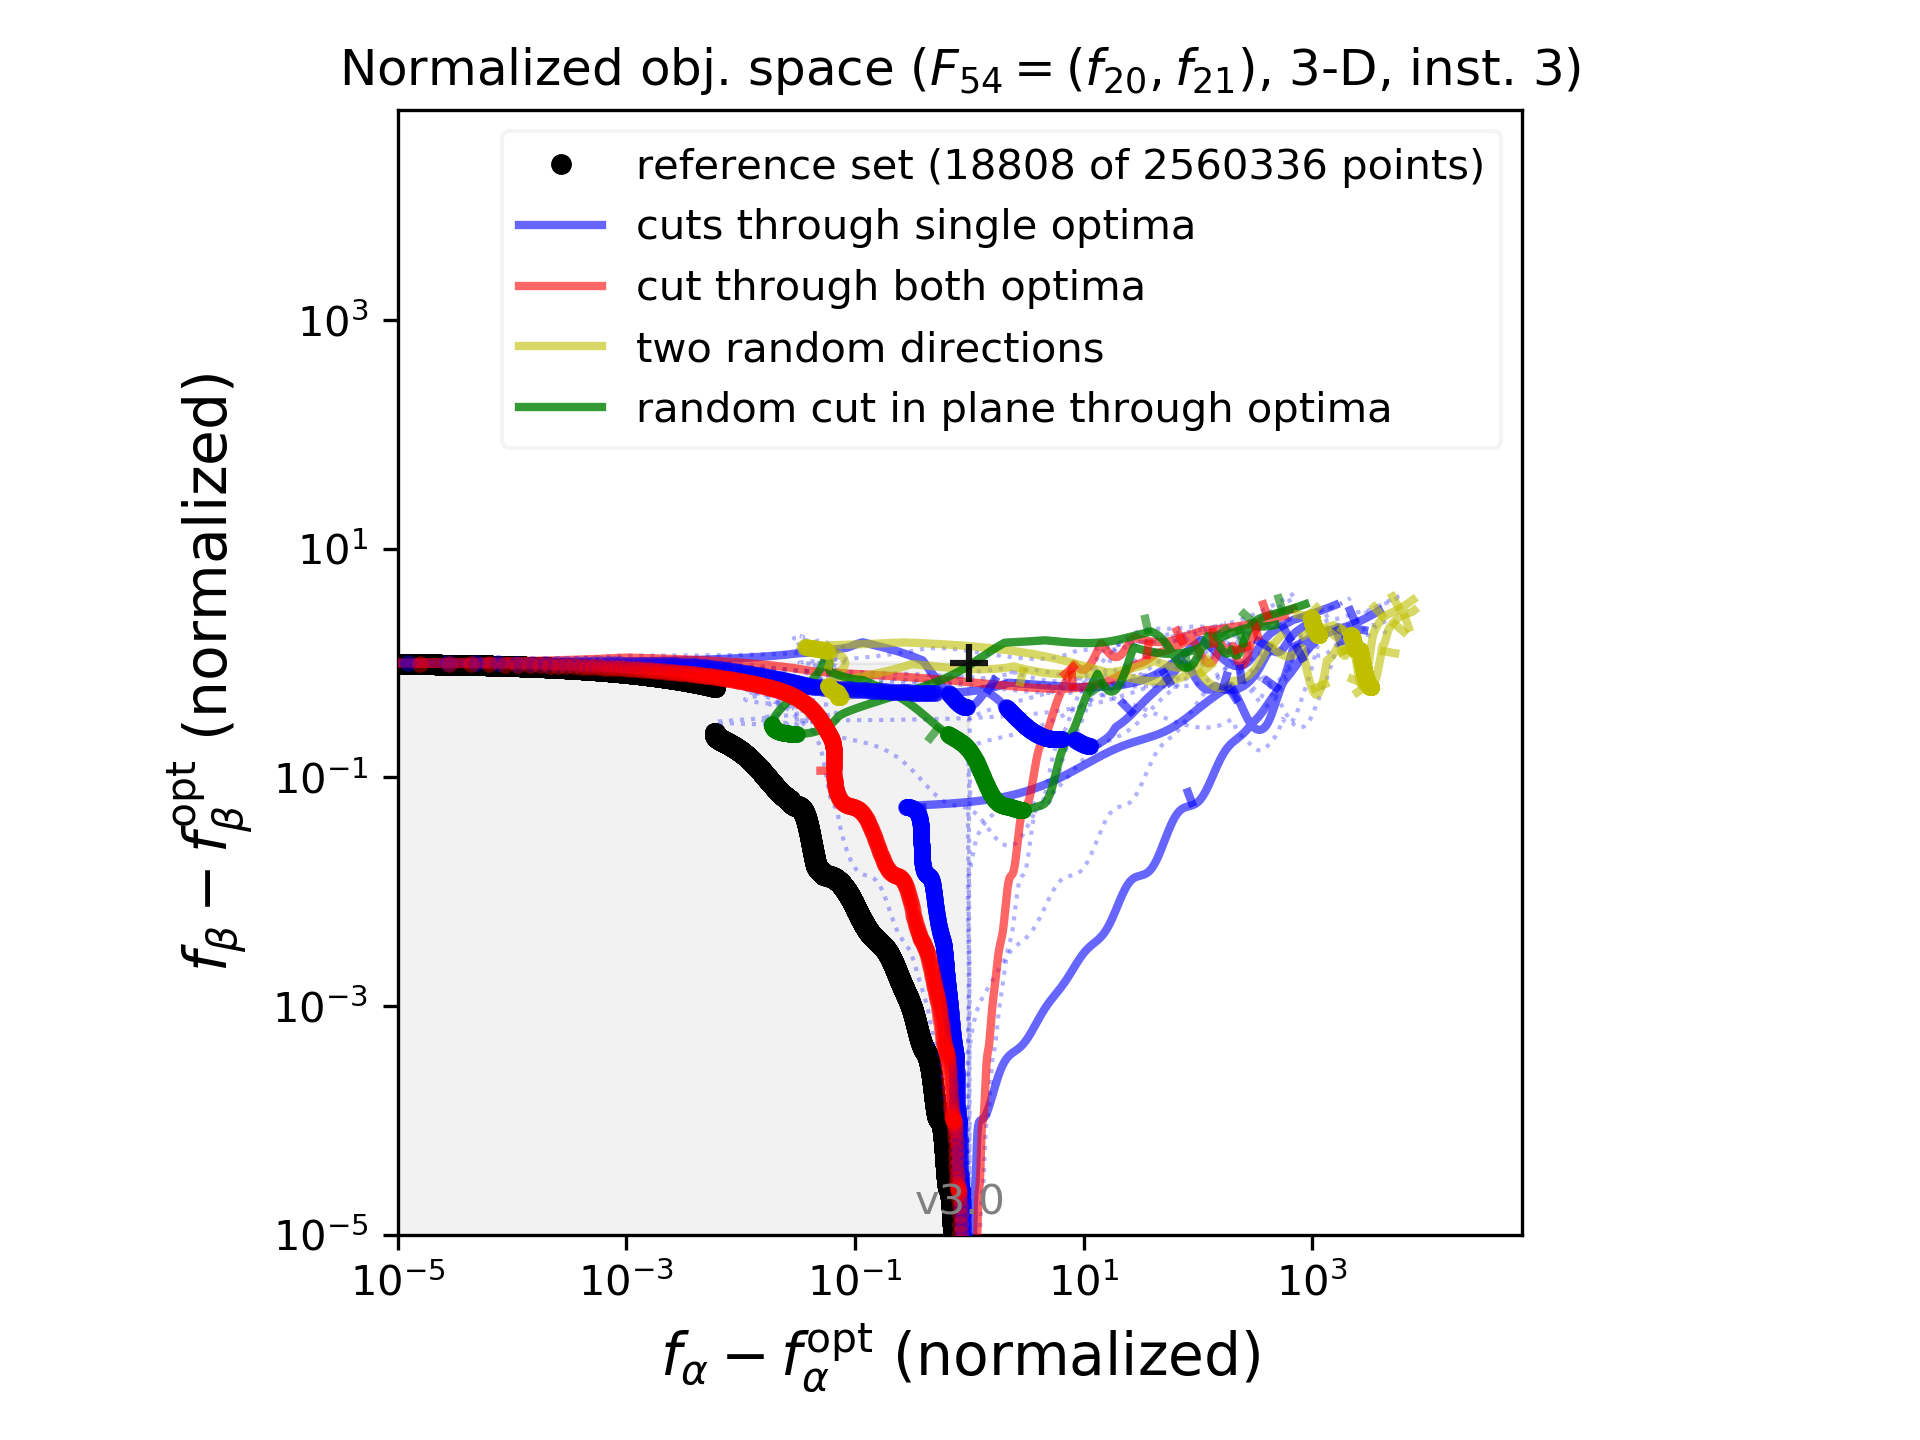 Normalized obj. space (F₅₄ = (f₂₀, f₂₁), 3-D, inst. 3)
reference set (18808 of 2560336 points)
cuts through single optima
cut through both optima
two random directions
random cut in plane through optima
10³
10¹
10⁻¹
10⁻³
10⁻⁵
f_β − f_β^opt (normalized)
v3.0
10⁻⁵ 10⁻³ 10⁻¹ 10¹ 10³
f_α − f_α^opt (normalized)